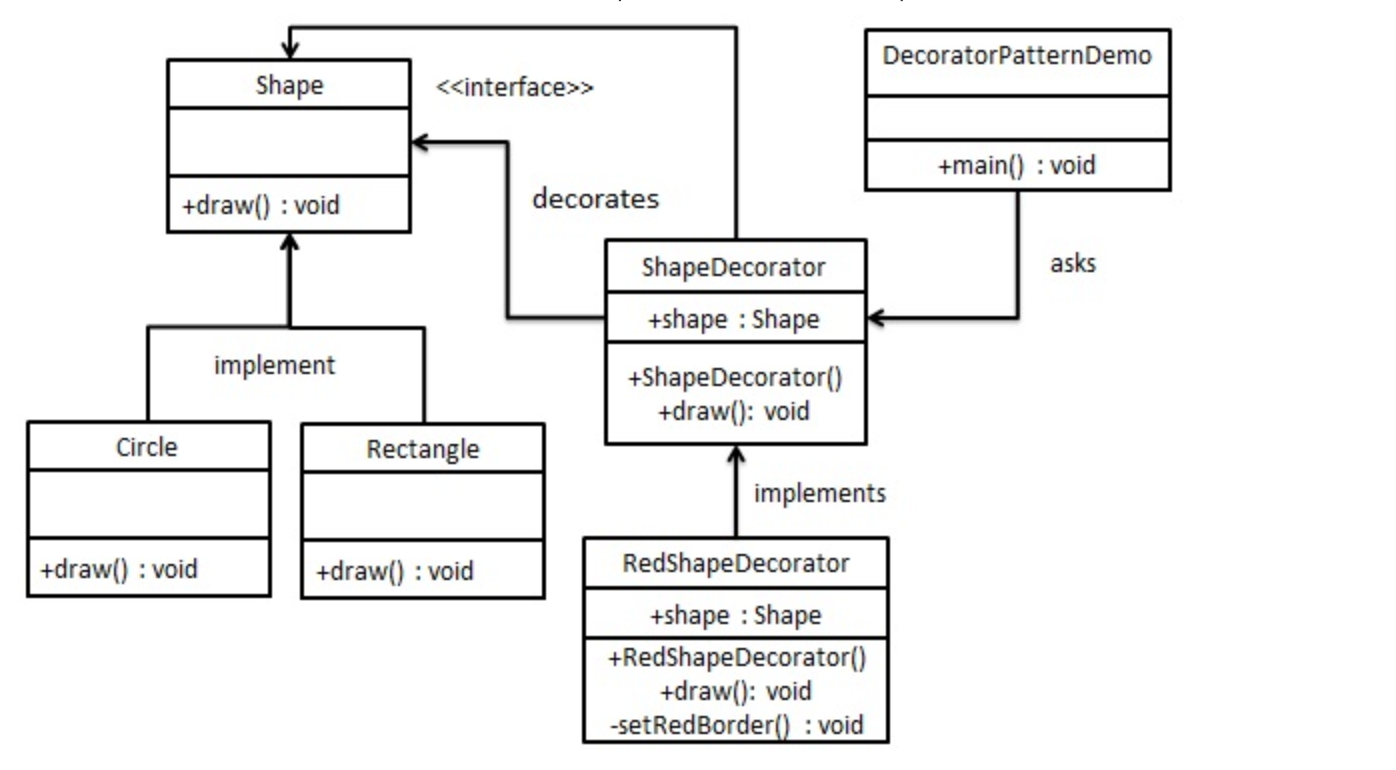 Shape
<<interface>>
+draw() : void
DecoratorPatternDemo
+main() : void
decorates
asks
ShapeDecorator
+shape : Shape
+ShapeDecorator()
+draw(): void
implement
Circle
+draw() : void
Rectangle
+draw() : void
implements
RedShapeDecorator
+shape : Shape
+RedShapeDecorator()
+draw(): void
-setRedBorder() : void